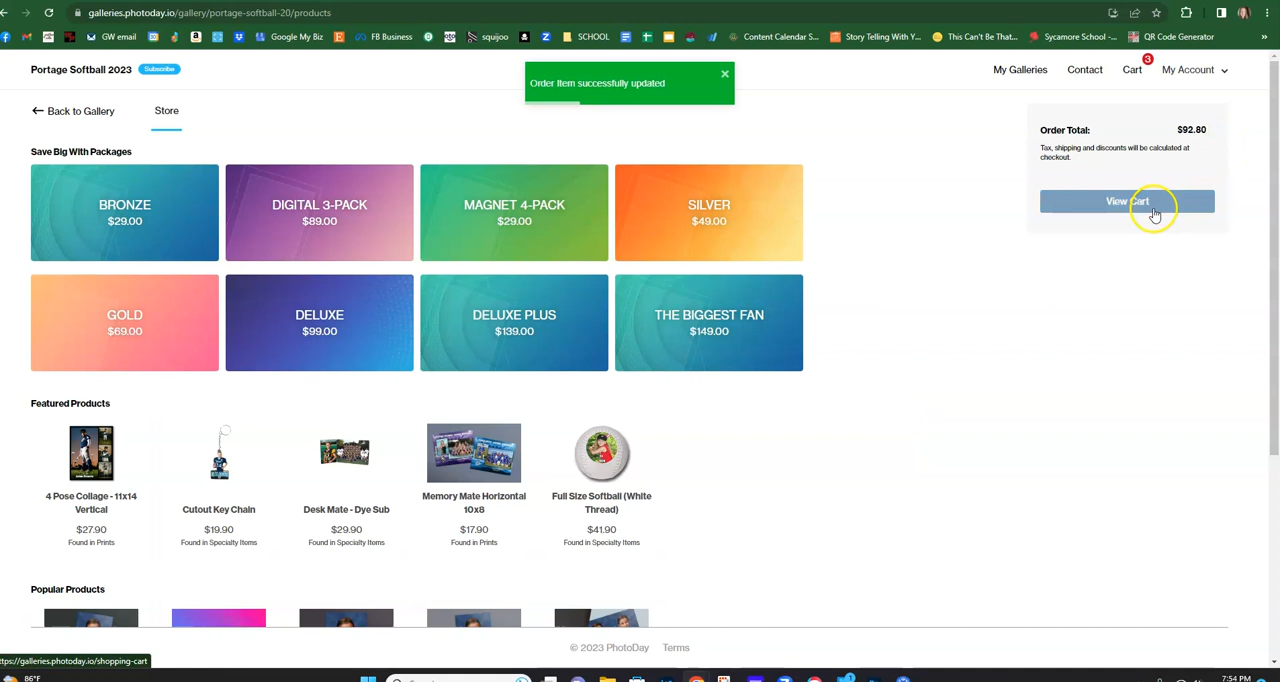 galleries.photoday.io/gallery/portage-softball-20/products
GW email
Google My Biz
FB Business
squijoo
SCHOOL
Content Calendar S...
Story Telling With Y...
This Can't Be That...
Sycamore School -...
QR Code Generator
»
Portage Softball 2023
Subscribe
Order Item successfully updated
My Galleries
Contact
Cart
3
My Account
Back to Gallery
Store
Order Total:
$92.80
Tax, shipping and discounts will be calculated at
checkout.
View Cart
Save Big With Packages
BRONZE
$29.00
DIGITAL 3-PACK
$89.00
MAGNET 4-PACK
$29.00
SILVER
$49.00
GOLD
$69.00
DELUXE
$99.00
DELUXE PLUS
$139.00
THE BIGGEST FAN
$149.00
Featured Products
4 Pose Collage - 11x14
Vertical
$27.90
Found in Prints
Cutout Key Chain
$19.90
Found in Specialty Items
Desk Mate - Dye Sub
$29.90
Found in Specialty Items
Memory Mate Horizontal
10x8
$17.90
Found in Prints
Full Size Softball (White
Thread)
$41.90
Found in Specialty Items
Popular Products
© 2023 PhotoDay
Terms
ttps://galleries.photoday.io/shopping-cart
86°F
7:54 PM